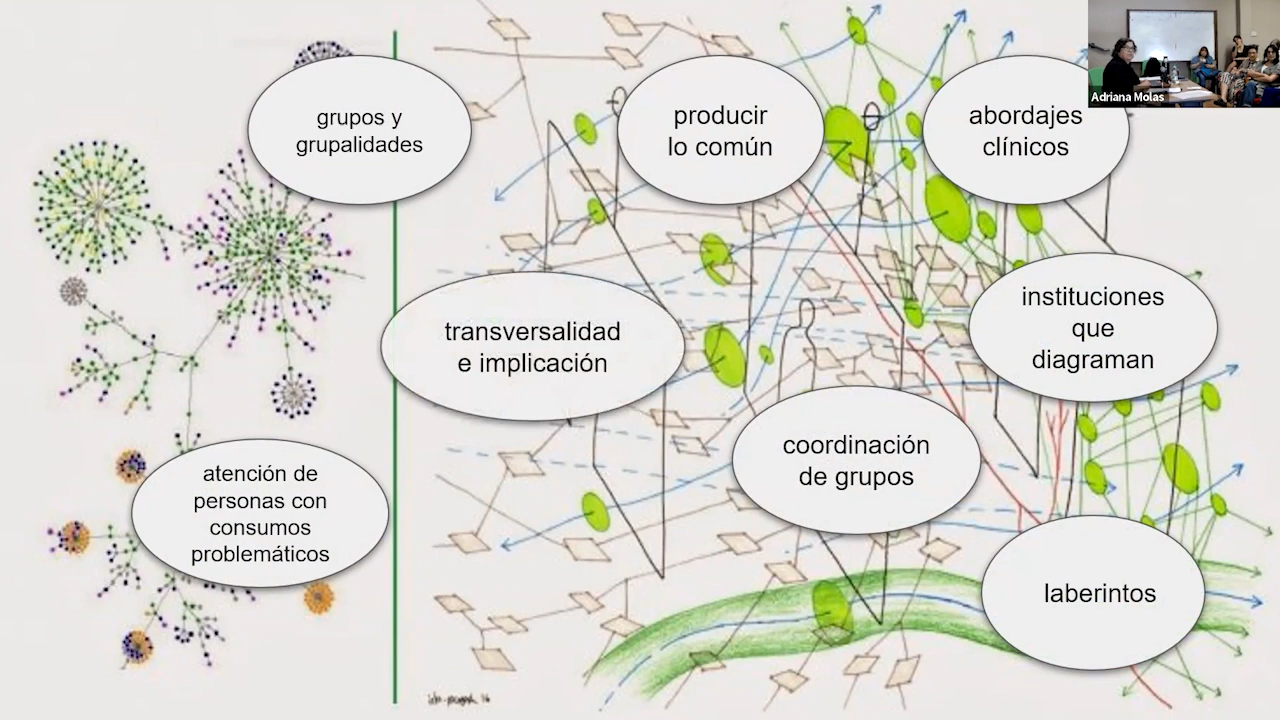 grupos y
grupalidades
producir
lo común
abordajes
clínicos
Adriana Molas
transversalidad
e implicación
instituciones
que
diagraman
coordinación
de grupos
atención de
personas con
consumos
problemáticos
laberintos